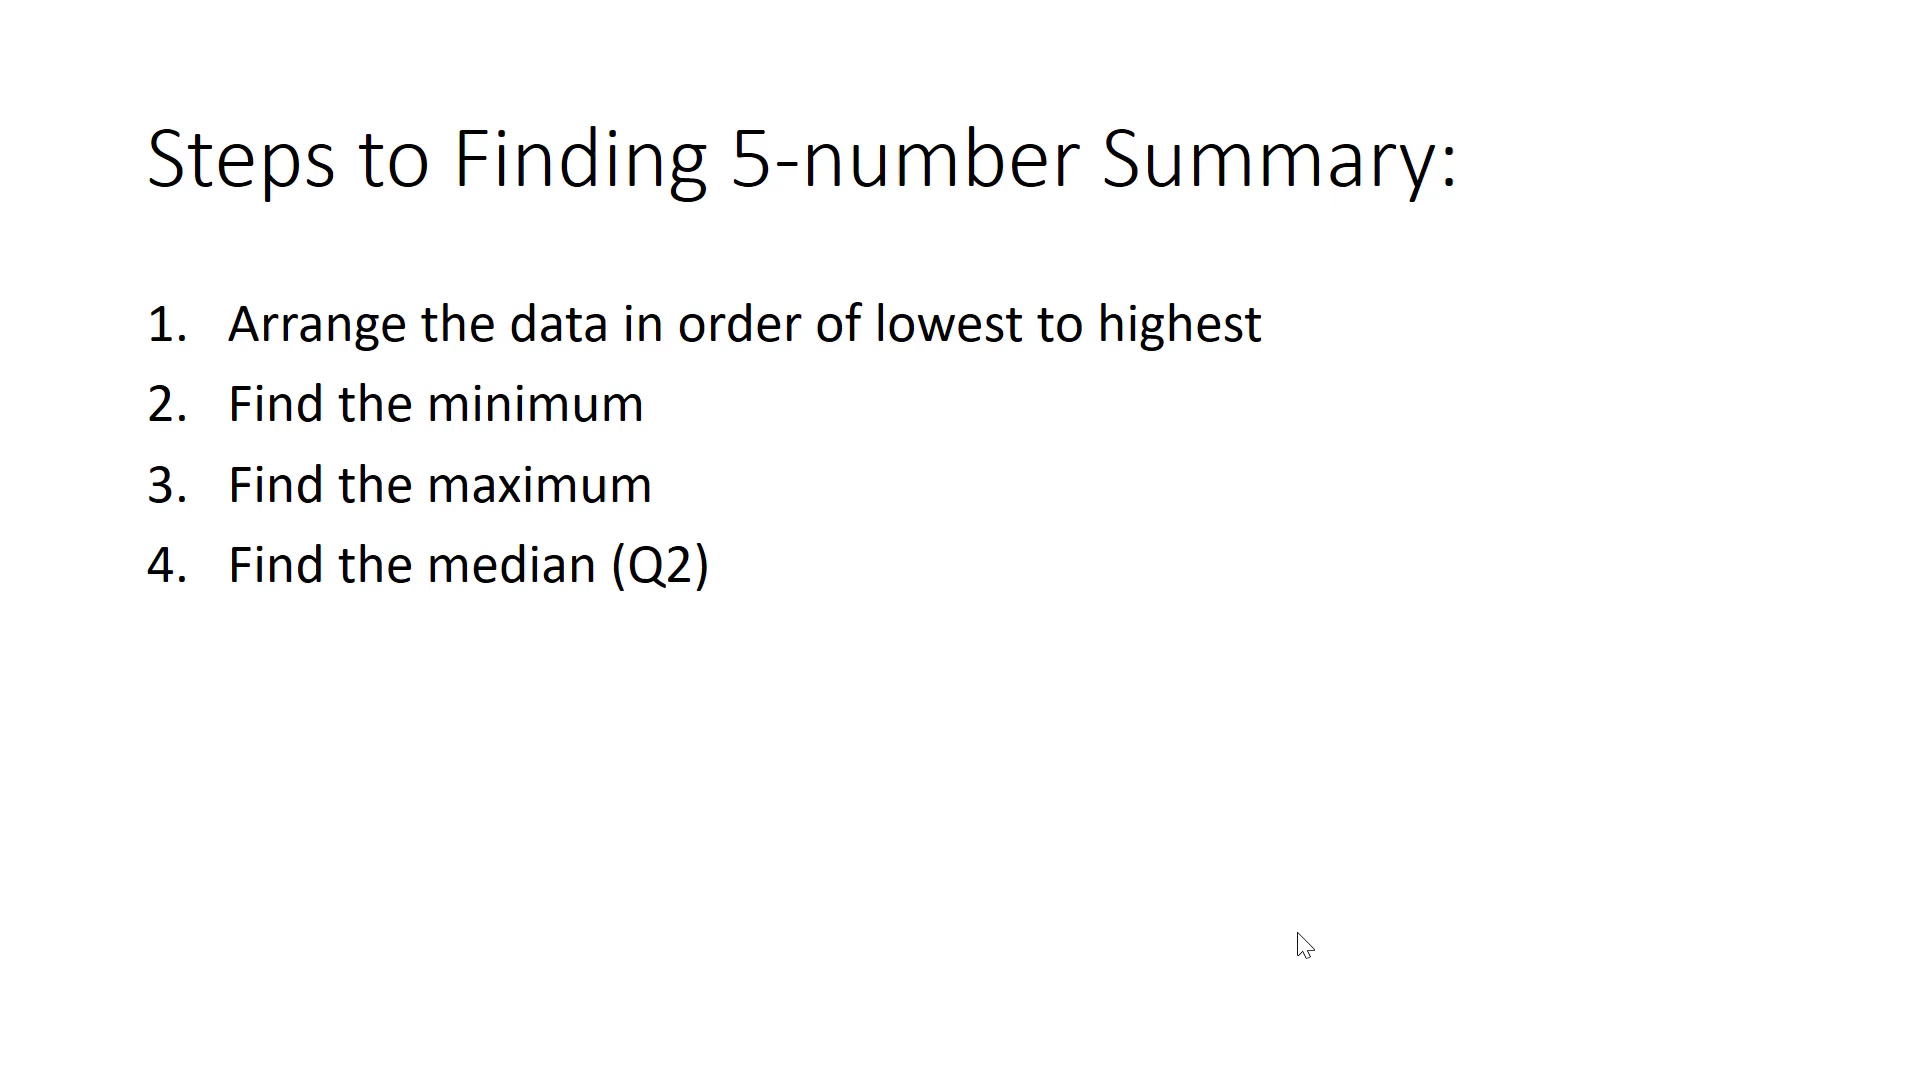 Steps to Finding 5-number Summary:
1. Arrange the data in order of lowest to highest
2. Find the minimum
3. Find the maximum
4. Find the median (Q2)